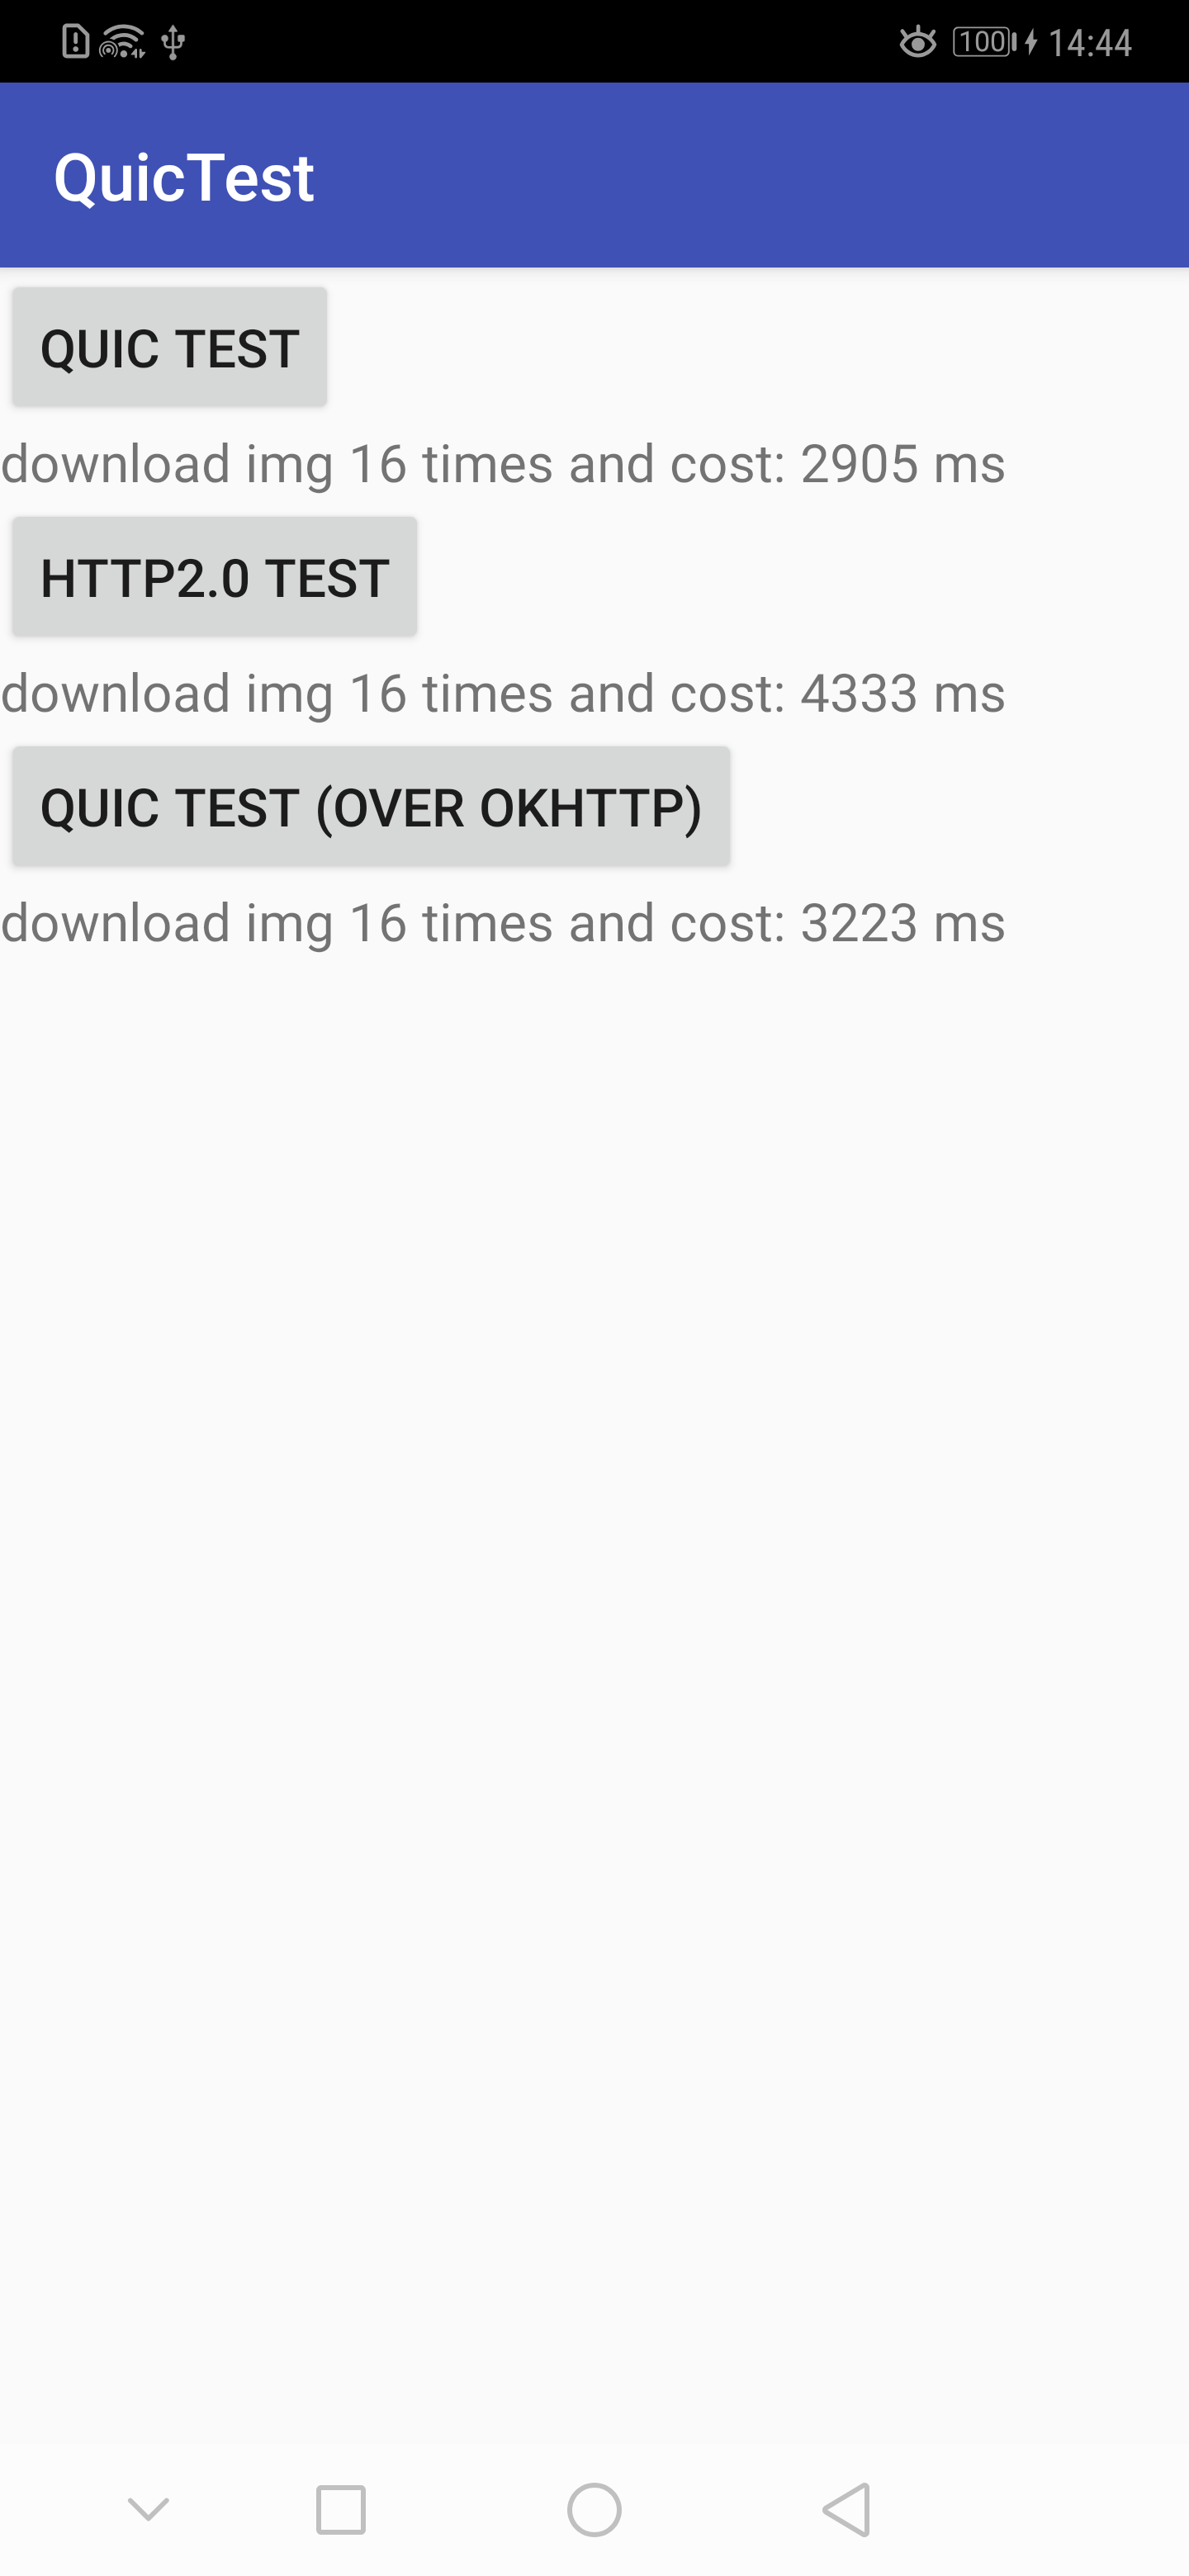 100 14:44
QuicTest
QUIC TEST
download img 16 times and cost: 2905 ms
HTTP2.0 TEST
download img 16 times and cost: 4333 ms
QUIC TEST (OVER OKHTTP)
download img 16 times and cost: 3223 ms